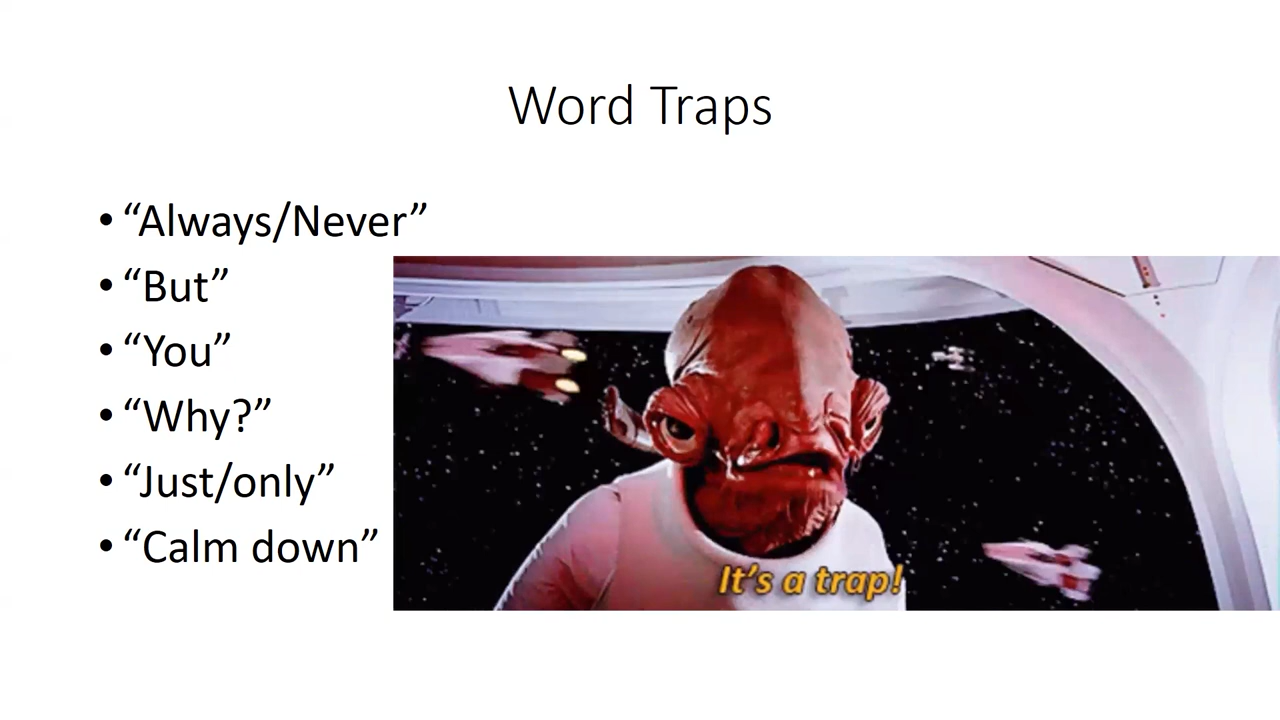 Word Traps
• “Always/Never”
• “But”
• “You”
• “Why?”
• “Just/only”
• “Calm down”
It’s a trap!